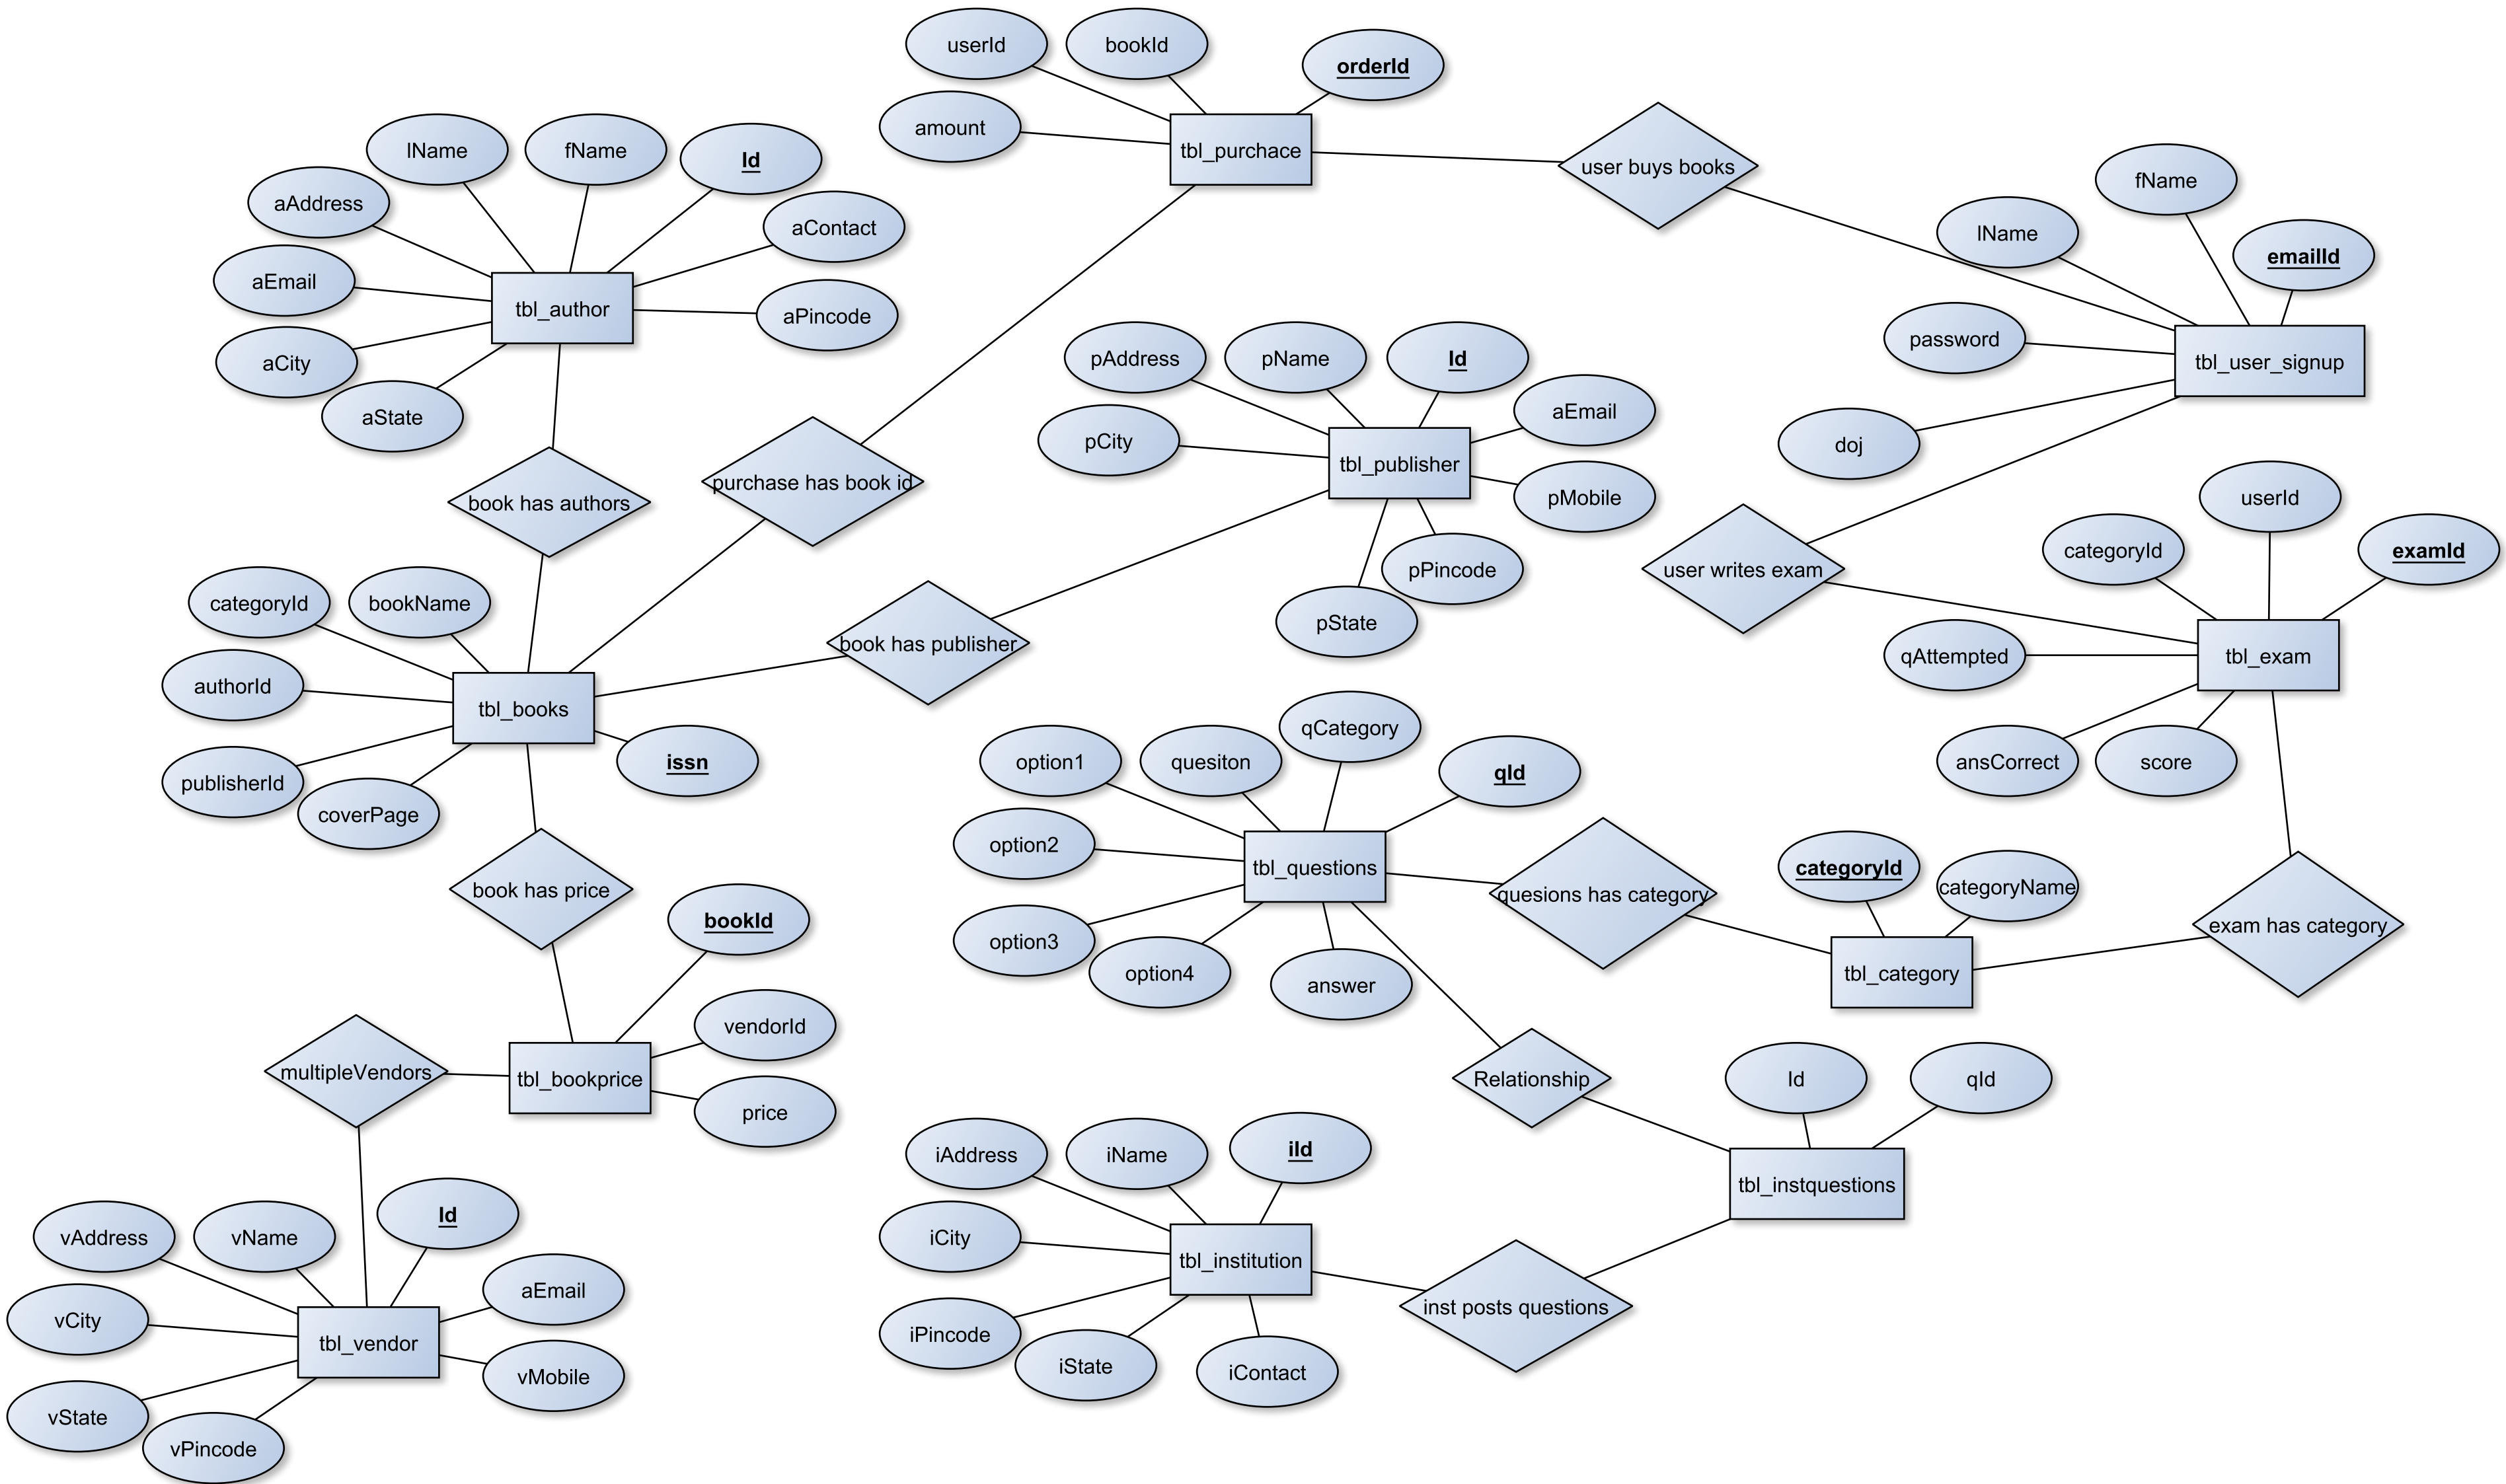 userId
bookId
orderId
amount
tbl_purchace
user buys books
lName
fName
Id
aAddress
aContact
aEmail
aPincode
tbl_author
aCity
aState
fName
lName
emailId
password
tbl_user_signup
doj
pAddress
pName
Id
aEmail
pCity
tbl_publisher
pMobile
pPincode
pState
book has authors
purchase has book id
book has publisher
user writes exam
userId
categoryId
examId
qAttempted
tbl_exam
ansCorrect
score
categoryId
bookName
authorId
tbl_books
publisherId
coverPage
issn
qCategory
option1
quesiton
qId
option2
tbl_questions
option3
option4
answer
quesions has category
categoryId
categoryName
tbl_category
exam has category
book has price
bookId
vendorId
multipleVendors
tbl_bookprice
price
Relationship
Id
qId
tbl_instquestions
iAddress
iName
iId
iCity
tbl_institution
iPincode
iState
iContact
inst posts questions
vAddress
vName
Id
aEmail
vCity
tbl_vendor
vMobile
vState
vPincode